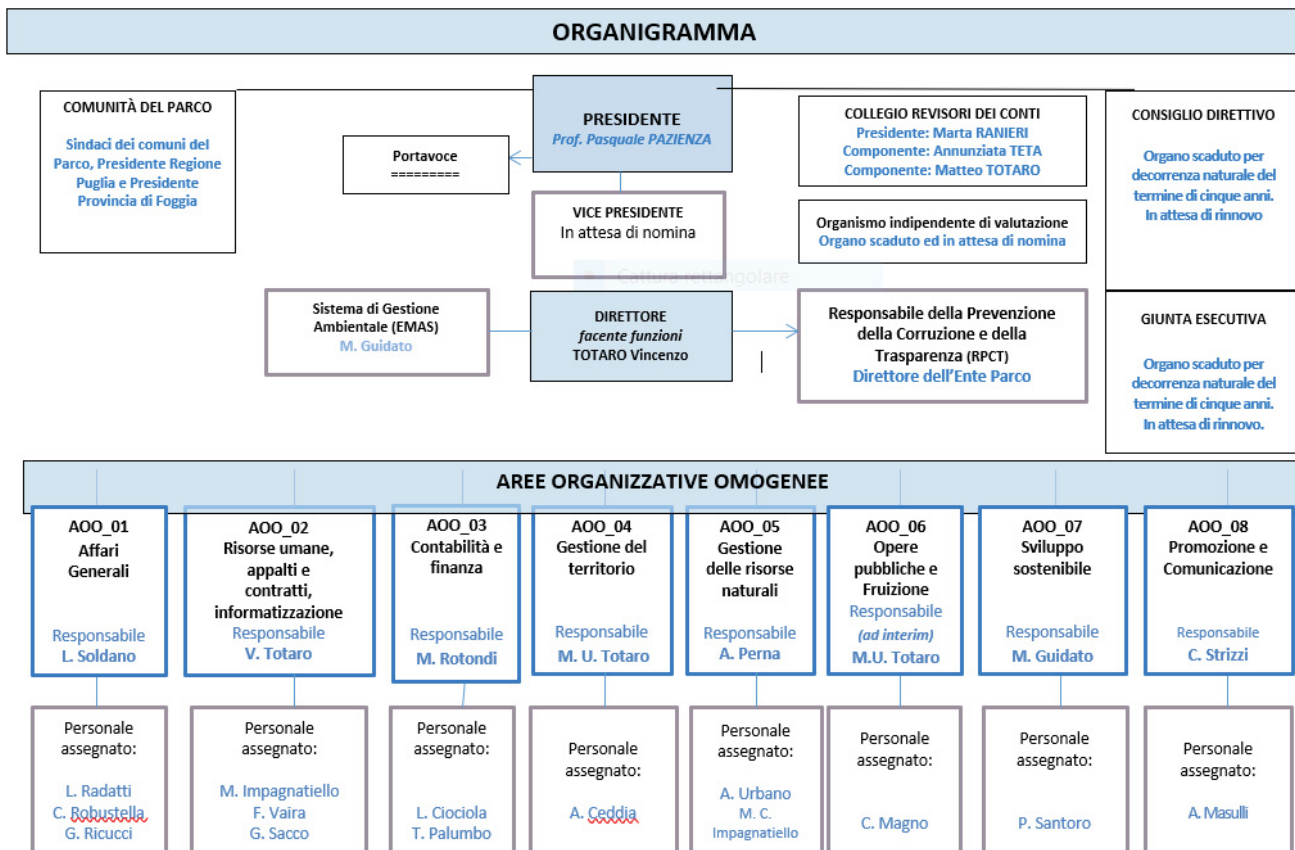 ORGANIGRAMMA
COMUNITÀ DEL PARCO
Sindaci dei comuni del
Parco, Presidente Regione
Puglia e Presidente
Provincia di Foggia
Portavoce
=========
PRESIDENTE
Prof. Pasquale PAZIENZA
VICE PRESIDENTE
In attesa di nomina
COLLEGIO REVISORI DEI CONTI
Presidente: Marta RANIERI
Componente: Annunziata TETA
Componente: Matteo TOTARO
Organismo indipendente di valutazione
Organo scaduto ed in attesa di nomina
CONSIGLIO DIRETTIVO
Organo scaduto per
decorrenza naturale del
termine di cinque anni.
In attesa di rinnovo
Cattura rettangolare
Sistema di Gestione
Ambientale (EMAS)
M. Guidato
DIRETTORE
facente funzioni
TOTARO Vincenzo
Responsabile della Prevenzione
della Corruzione e della
Trasparenza (RPCT)
Direttore dell'Ente Parco
GIUNTA ESECUTIVA
Organo scaduto per
decorrenza naturale del
termine di cinque anni.
In attesa di rinnovo.
AREE ORGANIZZATIVE OMOGENEE
AOO_01
Affari
Generali
Responsabile
L. Soldano
AOO_02
Risorse umane,
appalti e
contratti,
informatizzazione
Responsabile
V. Totaro
AOO_03
Contabilità e
finanza
Responsabile
M. Rotondi
AOO_04
Gestione del
territorio
Responsabile
M. U. Totaro
AOO_05
Gestione
delle risorse
naturali
Responsabile
A. Perna
AOO_06
Opere
pubbliche e
Fruizione
Responsabile
(ad interim)
M.U. Totaro
AOO_07
Sviluppo
sostenibile
Responsabile
M. Guidato
AOO_08
Promozione e
Comunicazione
Responsabile
C. Strizzi
Personale
assegnato:
L. Radatti
C. Robustella
G. Ricucci
Personale
assegnato:
M. Impagnatiello
F. Vaira
G. Sacco
Personale
assegnato:
L. Ciociola
T. Palumbo
Personale
assegnato:
A. Ceddia
Personale
assegnato:
A. Urbano
M. C.
Impagnatiello
Personale
assegnato:
C. Magno
Personale
assegnato:
P. Santoro
Personale
assegnato:
A. Masulli